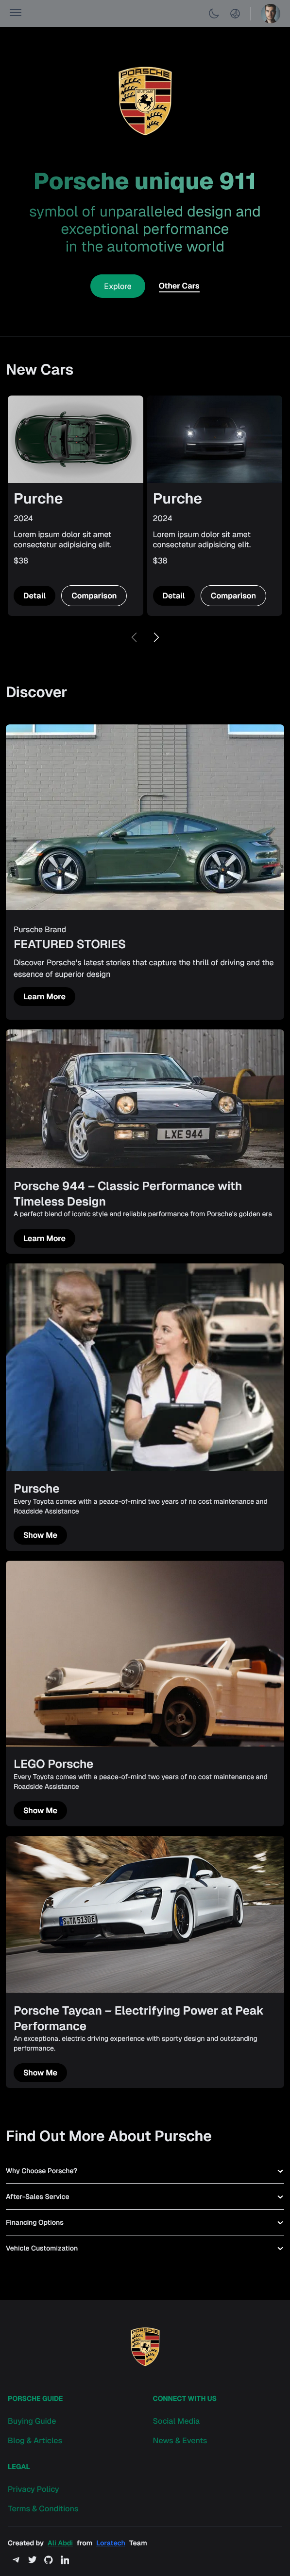 PORSCHE
Porsche unique 911
symbol of unparalleled design and
exceptional performance
in the automotive world
Explore
Other Cars
New Cars
Purche
2024
Lorem ipsum dolor sit amet
consectetur adipisicing elit.
$38
Detail
Comparison
Purche
2024
Lorem ipsum dolor sit amet
consectetur adipisicing elit.
$38
Detail
Comparison
Discover
Pursche Brand
FEATURED STORIES
Discover Porsche's latest stories that capture the thrill of driving and the
essence of superior design
Learn More
LXE 944
Porsche 944 – Classic Performance with
Timeless Design
A perfect blend of iconic style and reliable performance from Porsche's golden era
Learn More
Pursche
Every Toyota comes with a peace-of-mind two years of no cost maintenance and
Roadside Assistance
Show Me
LEGO Porsche
Every Toyota comes with a peace-of-mind two years of no cost maintenance and
Roadside Assistance
Show Me
Porsche Taycan – Electrifying Power at Peak
Performance
An exceptional electric driving experience with sporty design and outstanding
performance.
Show Me
Find Out More About Pursche
Why Choose Porsche?
After-Sales Service
Financing Options
Vehicle Customization
PORSCHE
PORSCHE GUIDE
Buying Guide
Blog & Articles
CONNECT WITH US
Social Media
News & Events
LEGAL
Privacy Policy
Terms & Conditions
Created by Ali Abdi from Loratech Team